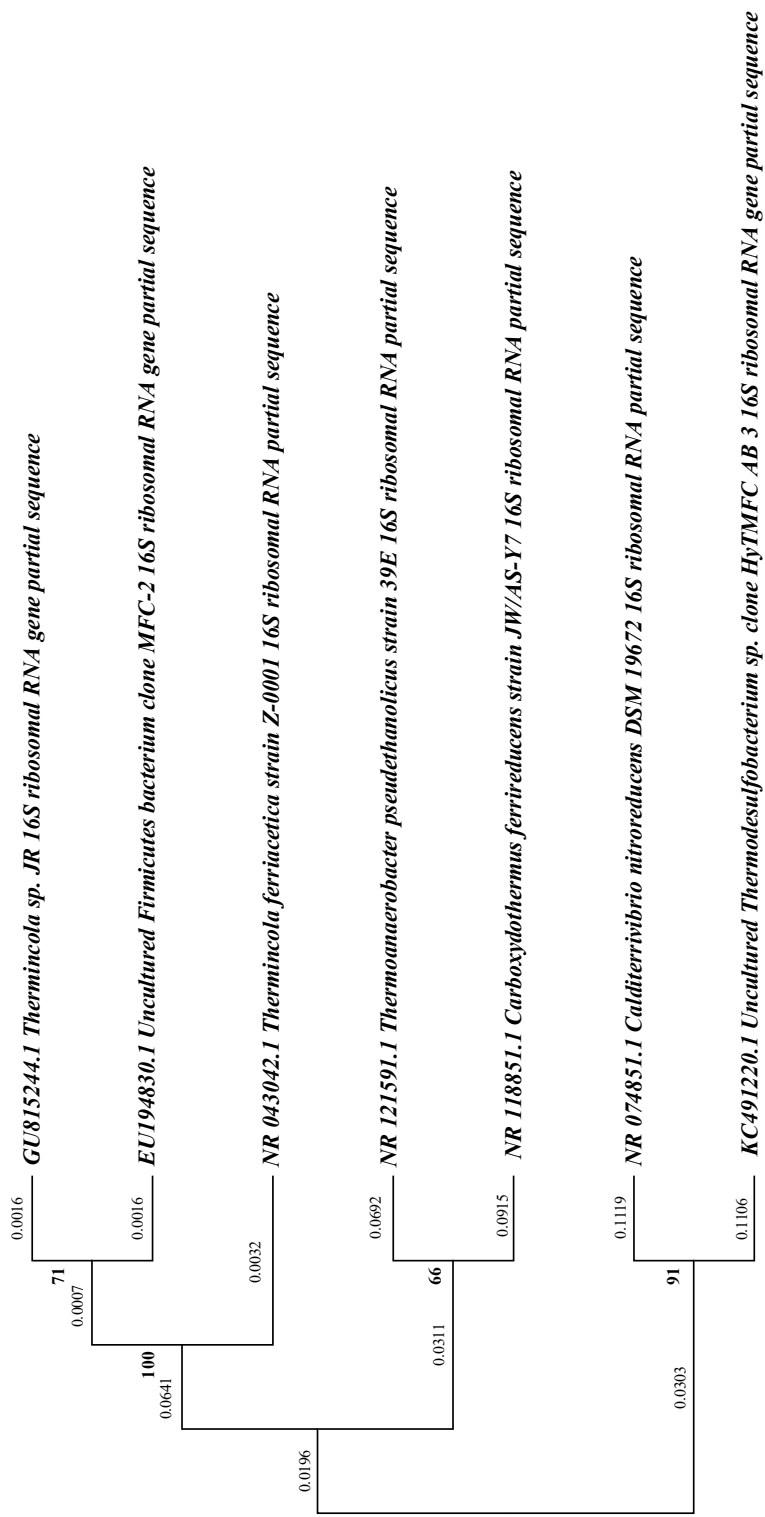 GU815244.1 Thermincola sp. JR 16S ribosomal RNA gene partial sequence
EU194830.1 Uncultured Firmicutes bacterium clone MFC-2 16S ribosomal RNA gene partial sequence
NR 043042.1 Thermincola ferriacetica strain Z-0001 16S ribosomal RNA partial sequence
NR 121591.1 Thermoanaerobacter pseudethanolicus strain 39E 16S ribosomal RNA partial sequence
NR 118851.1 Carboxydothermus ferrireducens strain JW/AS-Y7 16S ribosomal RNA partial sequence
NR 074851.1 Calditerrivibrio nitroreducens DSM 19672 16S ribosomal RNA partial sequence
KC491220.1 Uncultured Thermodesulfobacterium sp. clone HyTMFC AB 3 16S ribosomal RNA gene partial sequence
0.0016
0.0016
71
0.0007
0.0032
100
0.0641
0.0692
0.0915
66
0.0311
0.0196
0.1119
0.1106
91
0.0303